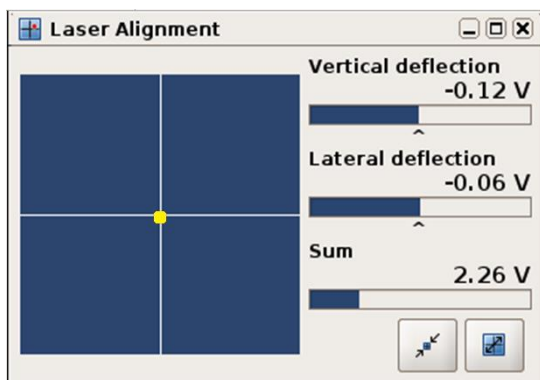 Laser Alignment
Vertical deflection
-0.12 V
Lateral deflection
-0.06 V
Sum
2.26 V